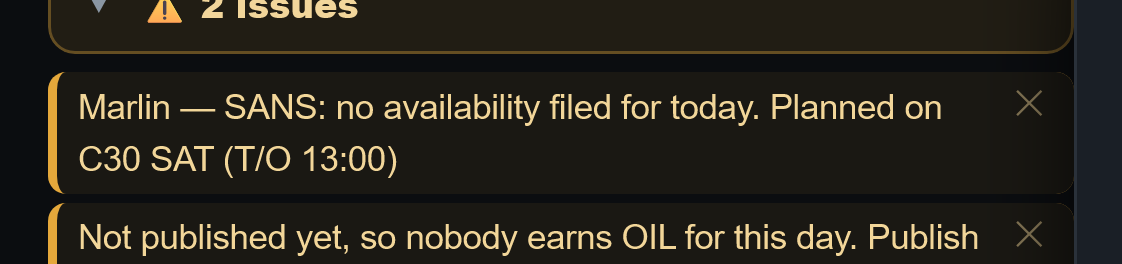 ⚠️ 2 Issues
Marlin — SANS: no availability filed for today. Planned on
C30 SAT (T/O 13:00)
Not published yet, so nobody earns OIL for this day. Publish